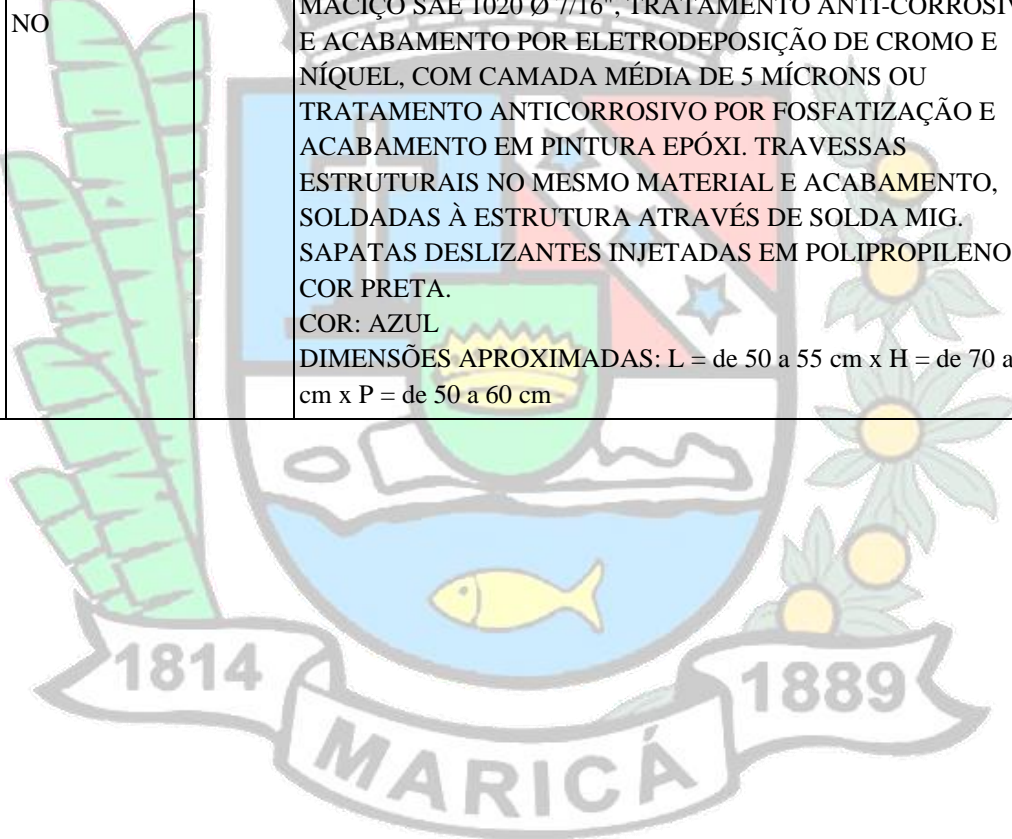 NO
MACIÇO SAE 1020 Ø 7/16", TRATAMENTO ANTI-CORROSIV
E ACABAMENTO POR ELETRODEPOSIÇÃO DE CROMO E
NÍQUEL, COM CAMADA MÉDIA DE 5 MÍCRONS OU
TRATAMENTO ANTICORROSIVO POR FOSFATIZAÇÃO E
ACABAMENTO EM PINTURA EPÓXI. TRAVESSAS
ESTRUTURAIS NO MESMO MATERIAL E ACABAMENTO,
SOLDADAS À ESTRUTURA ATRAVÉS DE SOLDA MIG.
SAPATAS DESLIZANTES INJETADAS EM POLIPROPILENO
COR PRETA.
COR: AZUL
DIMENSÕES APROXIMADAS: L = de 50 a 55 cm x H = de 70 a
cm x P = de 50 a 60 cm
1814
1889
MARICÁ